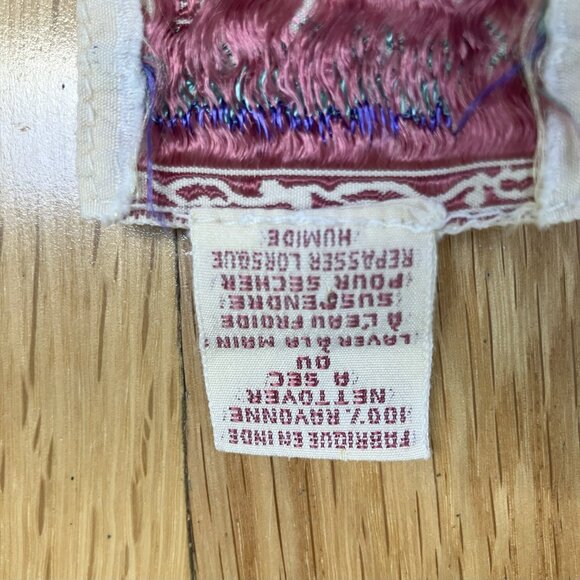 FABRIQUE EN INDE
100% RAYONNE
NETTOYER
A SEC
OU
LAVER À LA MAIN
À L'EAU FROIDE
SUSPENDRE
POUR SECHER
REPASSER LORSQUE
HUMIDE